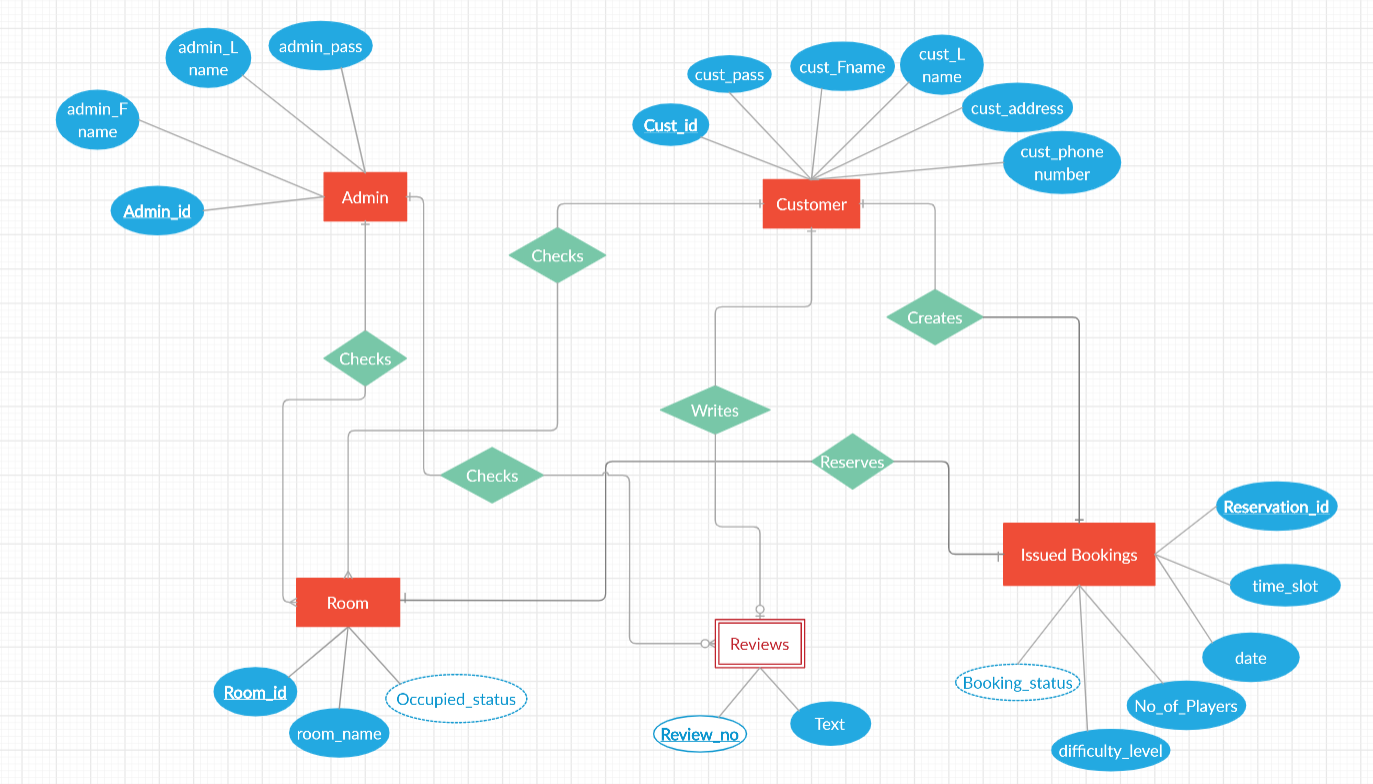 admin_L
name
admin_pass
admin_F
name
Admin_id
Admin
cust_pass
cust_Fname
cust_L
name
cust_address
Cust_id
cust_phone
number
Customer
Checks
Creates
Checks
Writes
Checks
Reserves
Reservation_id
Issued Bookings
time_slot
Room
Reviews
date
Room_id
Occupied_status
room_name
Review_no
Text
Booking_status
No_of_Players
difficulty_level